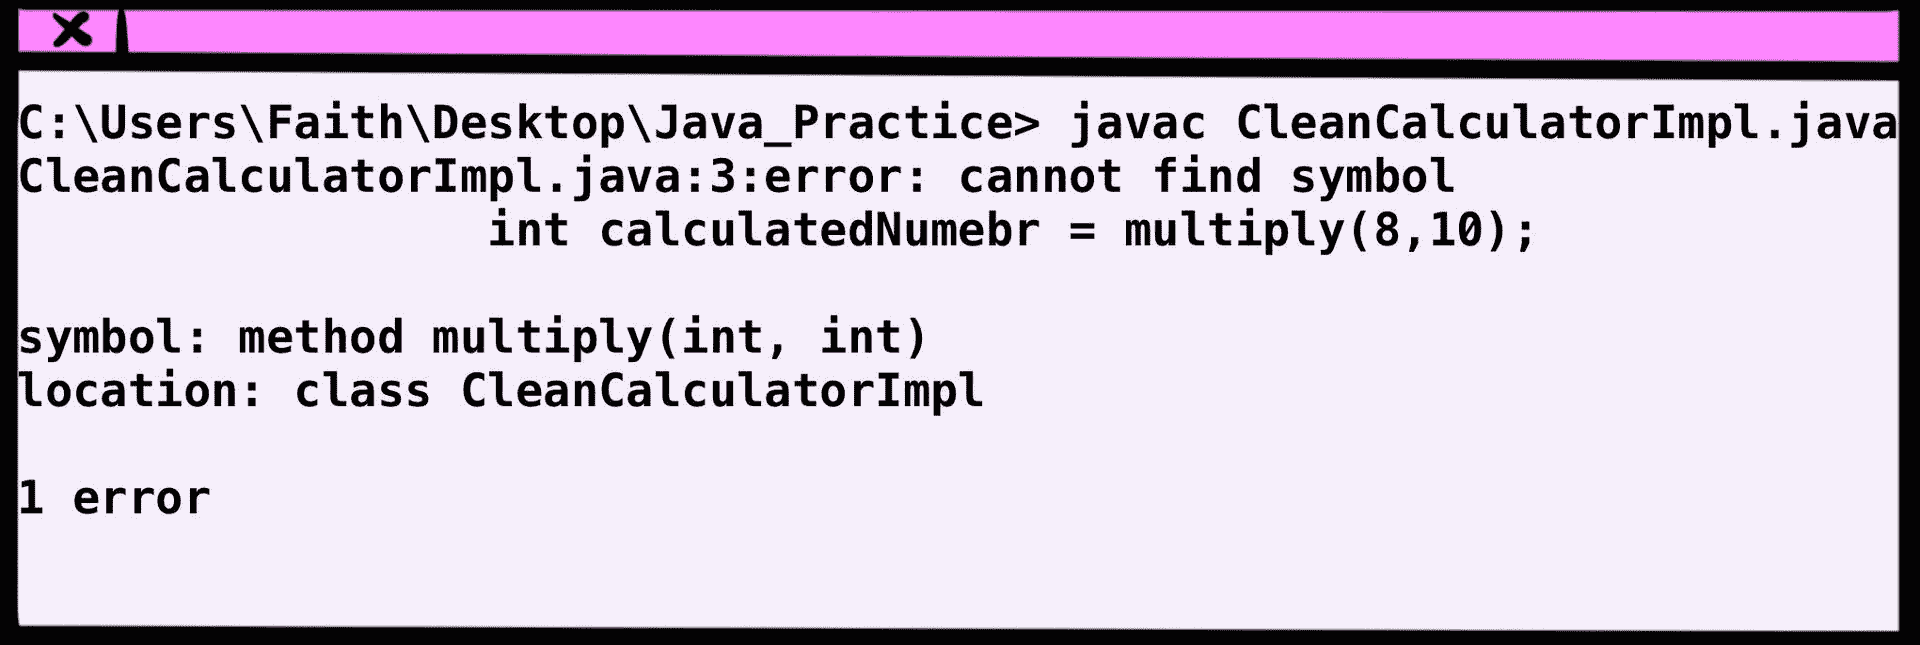 C:\Users\Faith\Desktop\Java_Practice> javac CleanCalculatorImpl.java
CleanCalculatorImpl.java:3:error: cannot find symbol
int calculatedNumebr = multiply(8,10);
symbol: method multiply(int, int)
location: class CleanCalculatorImpl
1 error